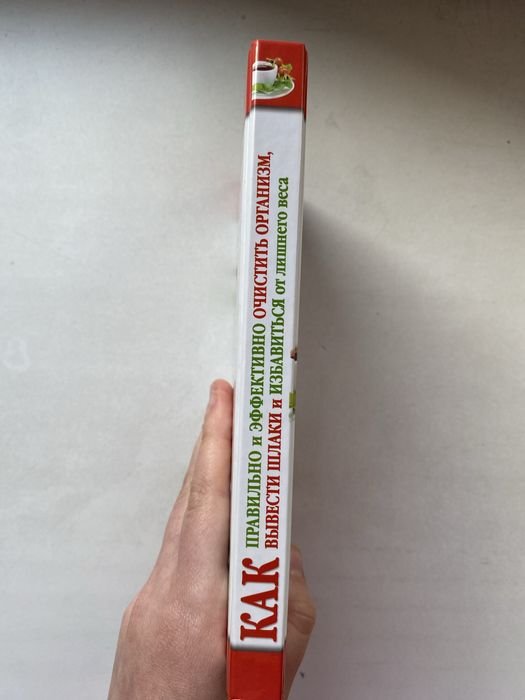 КАК
ПРАВИЛЬНО и ЭФФЕКТИВНО ОЧИСТИТЬ ОРГАНИЗМ,
ВЫВЕСТИ ШЛАКИ и ИЗБАВИТЬСЯ от лишнего веса